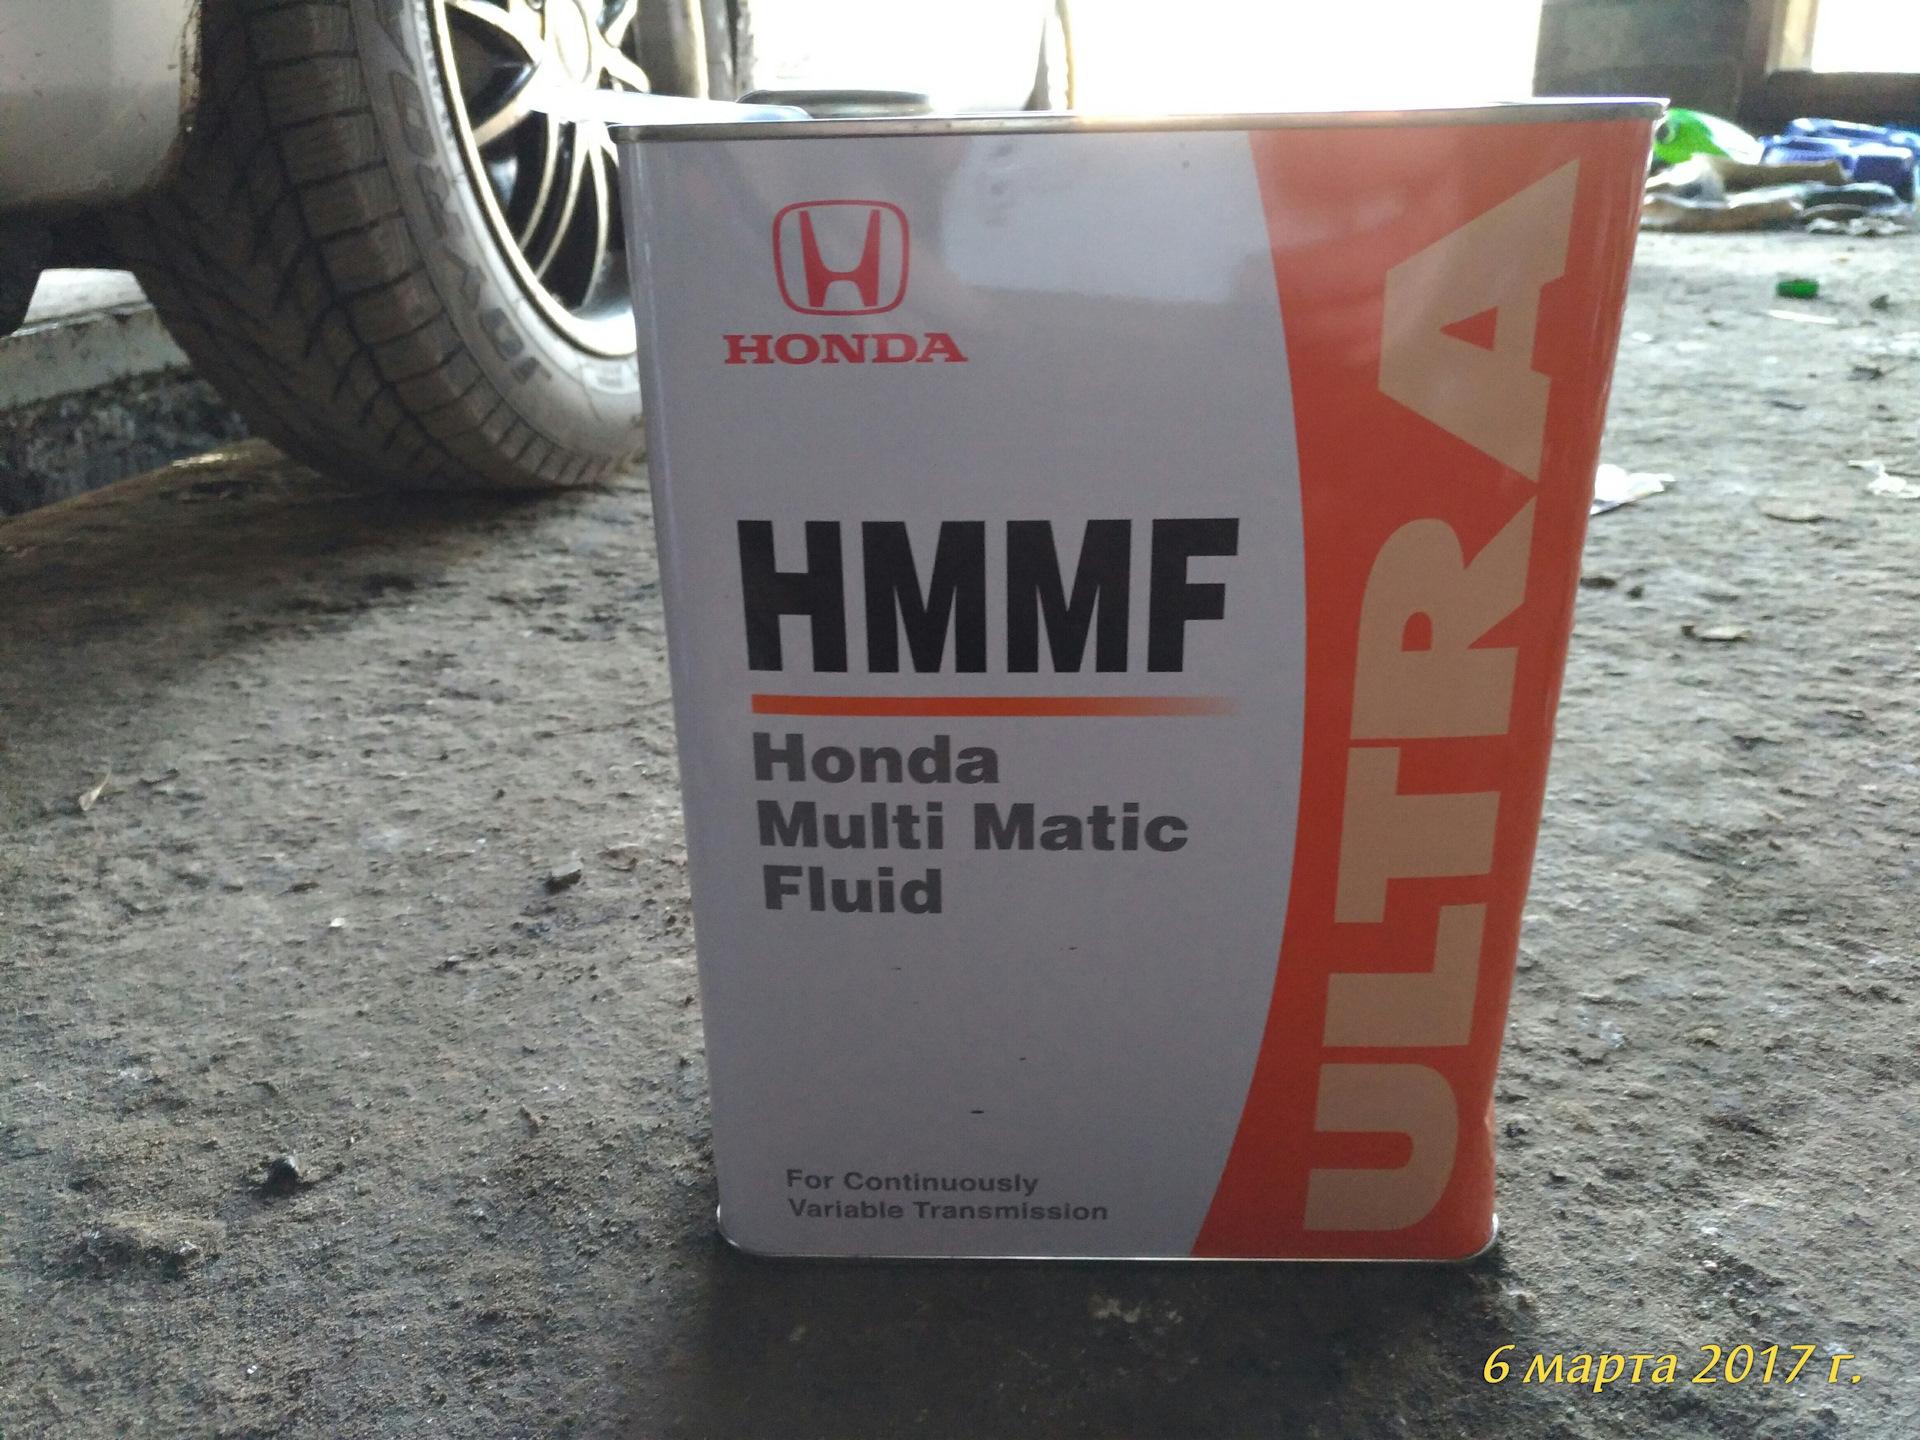 HONDA
HMMF
Honda
Multi Matic
Fluid
For Continuously
Variable Transmission
ULTRA
6 марта 2017 г.